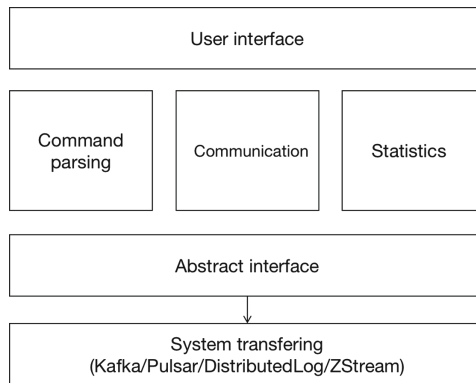 User interface
Command
parsing
Communication
Statistics
Abstract interface
System transfering
(Kafka/Pulsar/DistributedLog/ZStream)